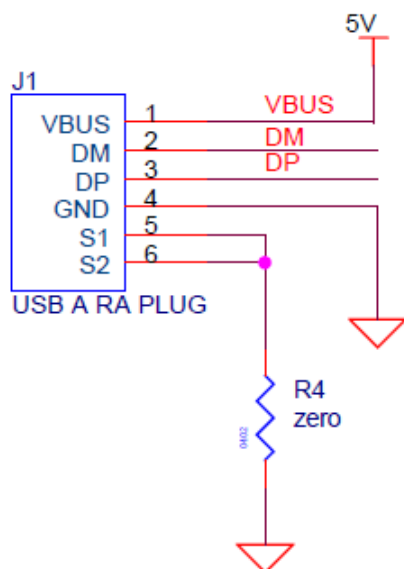 5V
J1
VBUS 1 VBUS
DM 2 DM
DP 3 DP
GND 4
S1 5
S2 6
USB A RA PLUG
R4
zero
0402